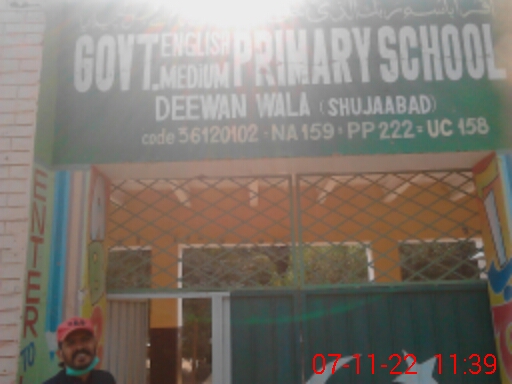 GOVT. ENGLISH MEDIUM PRIMARY SCHOOL
DEEWAN WALA (SHUJAABAD)
code 36120102 - NA 159 = PP 222 = UC 158
ENTER
TO
07-11-22 11:39